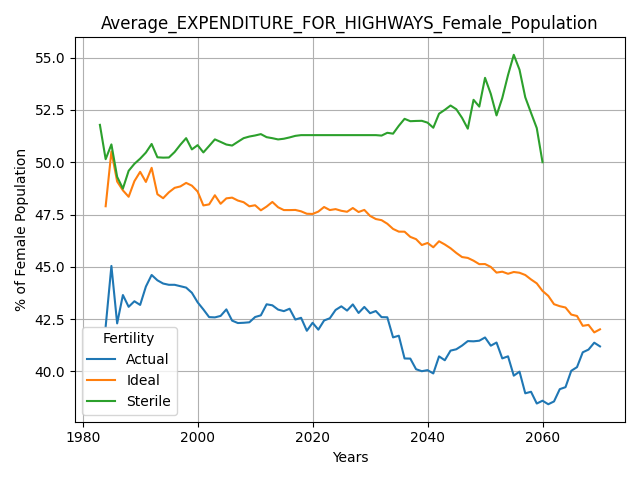 Average_EXPENDITURE_FOR_HIGHWAYS_Female_Population
% of Female Population
55.0
52.5
50.0
47.5
45.0
42.5
40.0
Fertility
Actual
Ideal
Sterile
1980
2000
2020
2040
2060
Years